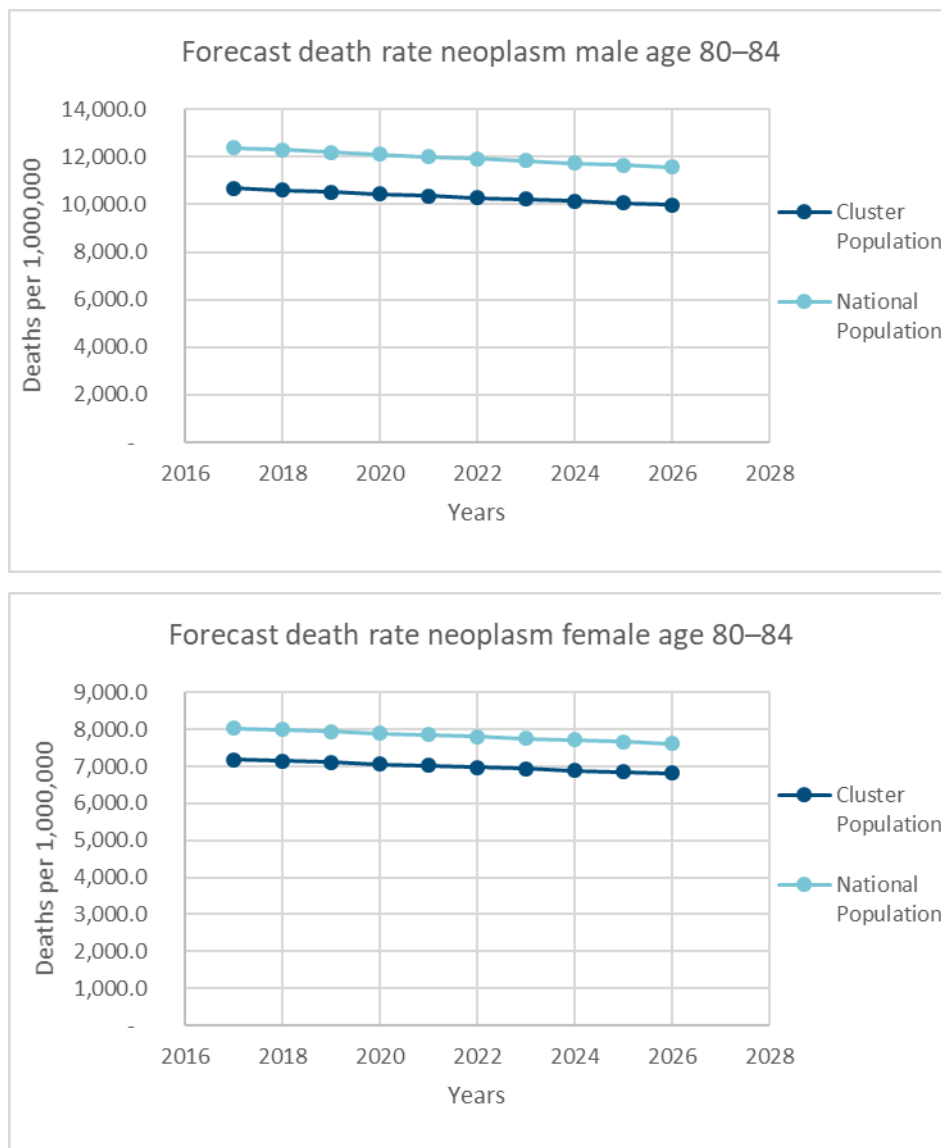 Forecast death rate neoplasm male age 80–84
14,000.0
12,000.0
10,000.0
8,000.0
6,000.0
4,000.0
2,000.0
-
Deaths per 1,000,000
2016 2018 2020 2022 2024 2026 2028
Years
Cluster
Population
National
Population
Forecast death rate neoplasm female age 80–84
9,000.0
8,000.0
7,000.0
6,000.0
5,000.0
4,000.0
3,000.0
2,000.0
1,000.0
-
Deaths per 1,000,000
2016 2018 2020 2022 2024 2026 2028
Years
Cluster
Population
National
Population